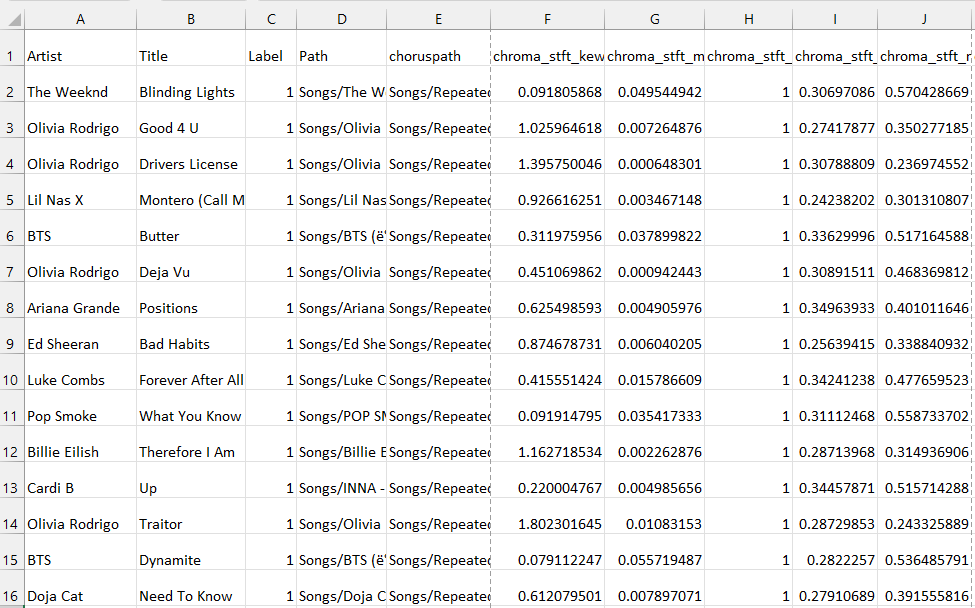 A B C D E F G H I J
1 Artist Title Label Path choruspath chroma_stft_kew chroma_stft_m chroma_stft_ chroma_stft_ chroma_stft_r
2 The Weeknd Blinding Lights 1 Songs/The W Songs/Repeated 0.091805868 0.049544942 1 0.30697086 0.570428669
3 Olivia Rodrigo Good 4 U 1 Songs/Olivia Songs/Repeated 1.025964618 0.007264876 1 0.27417877 0.350277185
4 Olivia Rodrigo Drivers License 1 Songs/Olivia Songs/Repeated 1.395750046 0.000648301 1 0.30788809 0.236974552
5 Lil Nas X Montero (Call M 1 Songs/Lil Nas Songs/Repeated 0.926616251 0.003467148 1 0.24238202 0.301310807
6 BTS Butter 1 Songs/BTS (ë' Songs/Repeated 0.311975956 0.037899822 1 0.33629996 0.517164588
7 Olivia Rodrigo Deja Vu 1 Songs/Olivia Songs/Repeated 0.451069862 0.000942443 1 0.30891511 0.468369812
8 Ariana Grande Positions 1 Songs/Ariana Songs/Repeated 0.625498593 0.004905976 1 0.34963933 0.401011646
9 Ed Sheeran Bad Habits 1 Songs/Ed She Songs/Repeated 0.874678731 0.006040205 1 0.25639415 0.338840932
10 Luke Combs Forever After All 1 Songs/Luke C Songs/Repeated 0.415551424 0.015786609 1 0.34241238 0.477659523
11 Pop Smoke What You Know 1 Songs/POP SM Songs/Repeated 0.091914795 0.035417333 1 0.31112468 0.558733702
12 Billie Eilish Therefore I Am 1 Songs/Billie E Songs/Repeated 1.162718534 0.002262876 1 0.28713968 0.314936906
13 Cardi B Up 1 Songs/INNA - Songs/Repeated 0.220004767 0.004985656 1 0.34457871 0.515714288
14 Olivia Rodrigo Traitor 1 Songs/Olivia Songs/Repeated 1.802301645 0.01083153 1 0.28729853 0.243325889
15 BTS Dynamite 1 Songs/BTS (ë' Songs/Repeated 0.079112247 0.055719487 1 0.2822257 0.536485791
16 Doja Cat Need To Know 1 Songs/Doja C Songs/Repeated 0.612079501 0.007897071 1 0.27910689 0.391555816